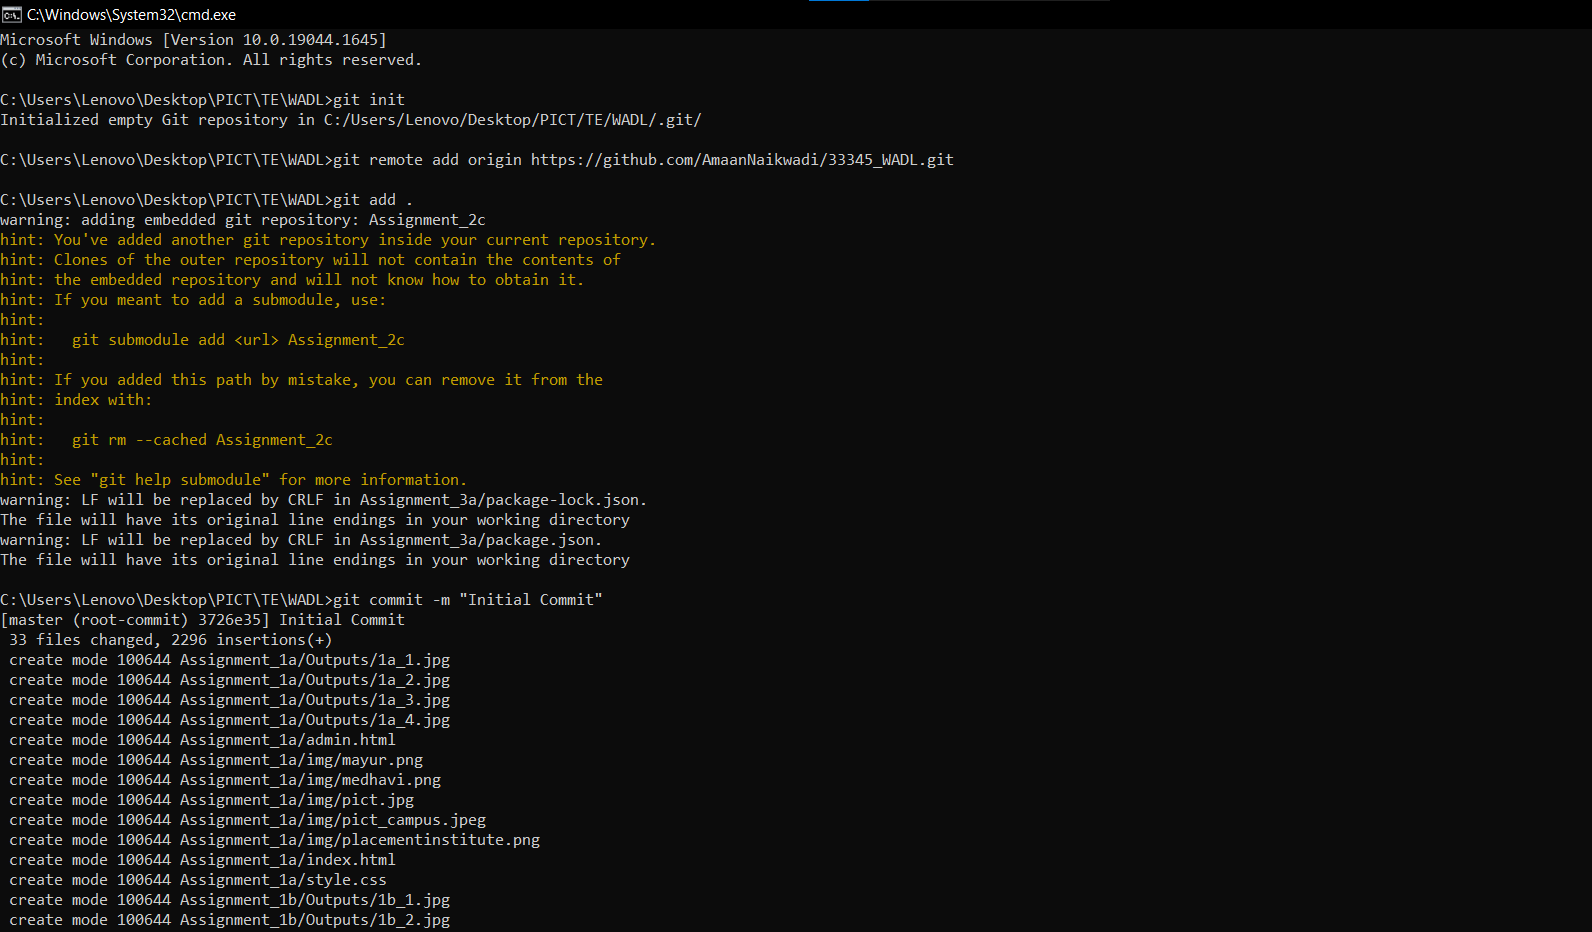 C:\Windows\System32\cmd.exe
Microsoft Windows [Version 10.0.19044.1645]
(c) Microsoft Corporation. All rights reserved.
C:\Users\Lenovo\Desktop\PICT\TE\WADL>git init
Initialized empty Git repository in C:/Users/Lenovo/Desktop/PICT/TE/WADL/.git/
C:\Users\Lenovo\Desktop\PICT\TE\WADL>git remote add origin https://github.com/AmaanNaikwadi/33345_WADL.git
C:\Users\Lenovo\Desktop\PICT\TE\WADL>git add .
warning: adding embedded git repository: Assignment_2c
hint: You've added another git repository inside your current repository.
hint: Clones of the outer repository will not contain the contents of
hint: the embedded repository and will not know how to obtain it.
hint: If you meant to add a submodule, use:
hint:
hint:   git submodule add <url> Assignment_2c
hint:
hint: If you added this path by mistake, you can remove it from the
hint: index with:
hint:
hint:   git rm --cached Assignment_2c
hint:
hint: See "git help submodule" for more information.
warning: LF will be replaced by CRLF in Assignment_3a/package-lock.json.
The file will have its original line endings in your working directory
warning: LF will be replaced by CRLF in Assignment_3a/package.json.
The file will have its original line endings in your working directory
C:\Users\Lenovo\Desktop\PICT\TE\WADL>git commit -m "Initial Commit"
[master (root-commit) 3726e35] Initial Commit
 33 files changed, 2296 insertions(+)
 create mode 100644 Assignment_1a/Outputs/1a_1.jpg
 create mode 100644 Assignment_1a/Outputs/1a_2.jpg
 create mode 100644 Assignment_1a/Outputs/1a_3.jpg
 create mode 100644 Assignment_1a/Outputs/1a_4.jpg
 create mode 100644 Assignment_1a/admin.html
 create mode 100644 Assignment_1a/img/mayur.png
 create mode 100644 Assignment_1a/img/medhavi.png
 create mode 100644 Assignment_1a/img/pict.jpg
 create mode 100644 Assignment_1a/img/pict_campus.jpeg
 create mode 100644 Assignment_1a/img/placementinstitute.png
 create mode 100644 Assignment_1a/index.html
 create mode 100644 Assignment_1a/style.css
 create mode 100644 Assignment_1b/Outputs/1b_1.jpg
 create mode 100644 Assignment_1b/Outputs/1b_2.jpg